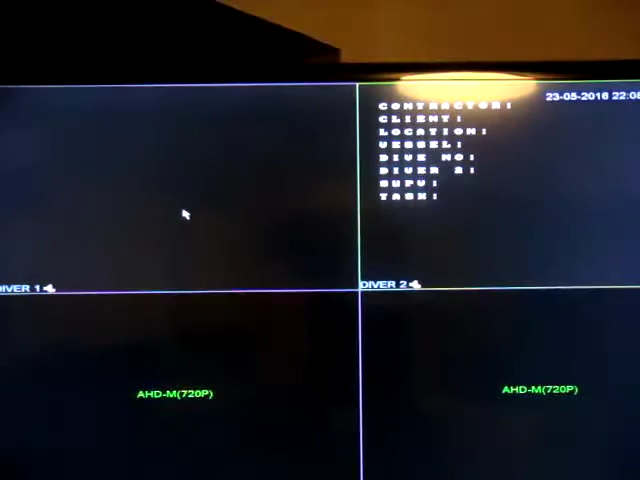 23-05-2016 22:08
CONTRACTOR:
CLIENT:
LOCATION:
VESSEL:
DIVE NO:
DIVER 2:
SUPV:
TASK:
DIVER 1
DIVER 2
AHD-M(720P)
AHD-M(720P)